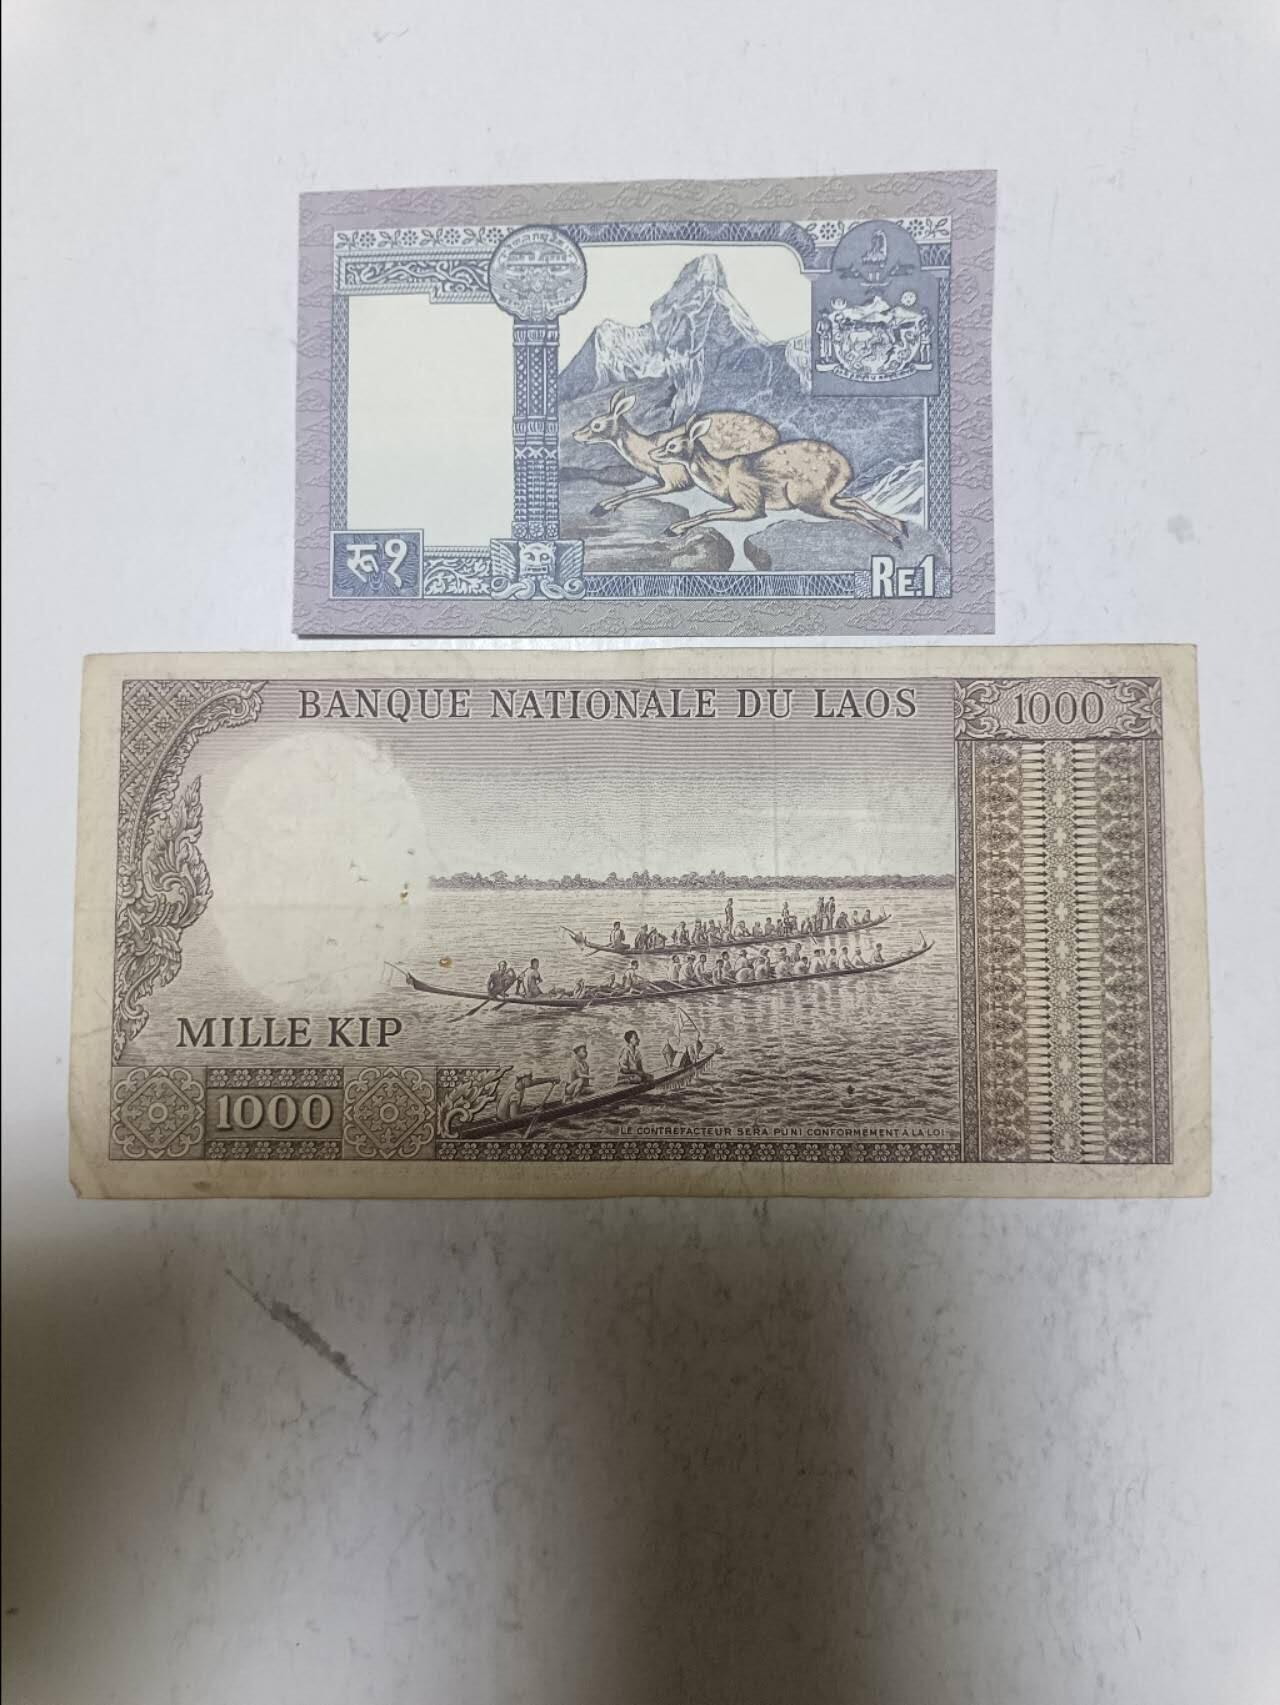 रू १
RE.1
BANQUE NATIONALE DU LAOS
1000
MILLE KIP
1000
LE CONTREFACTEUR SERA PUNI CONFORMÉMENT A LA LOI